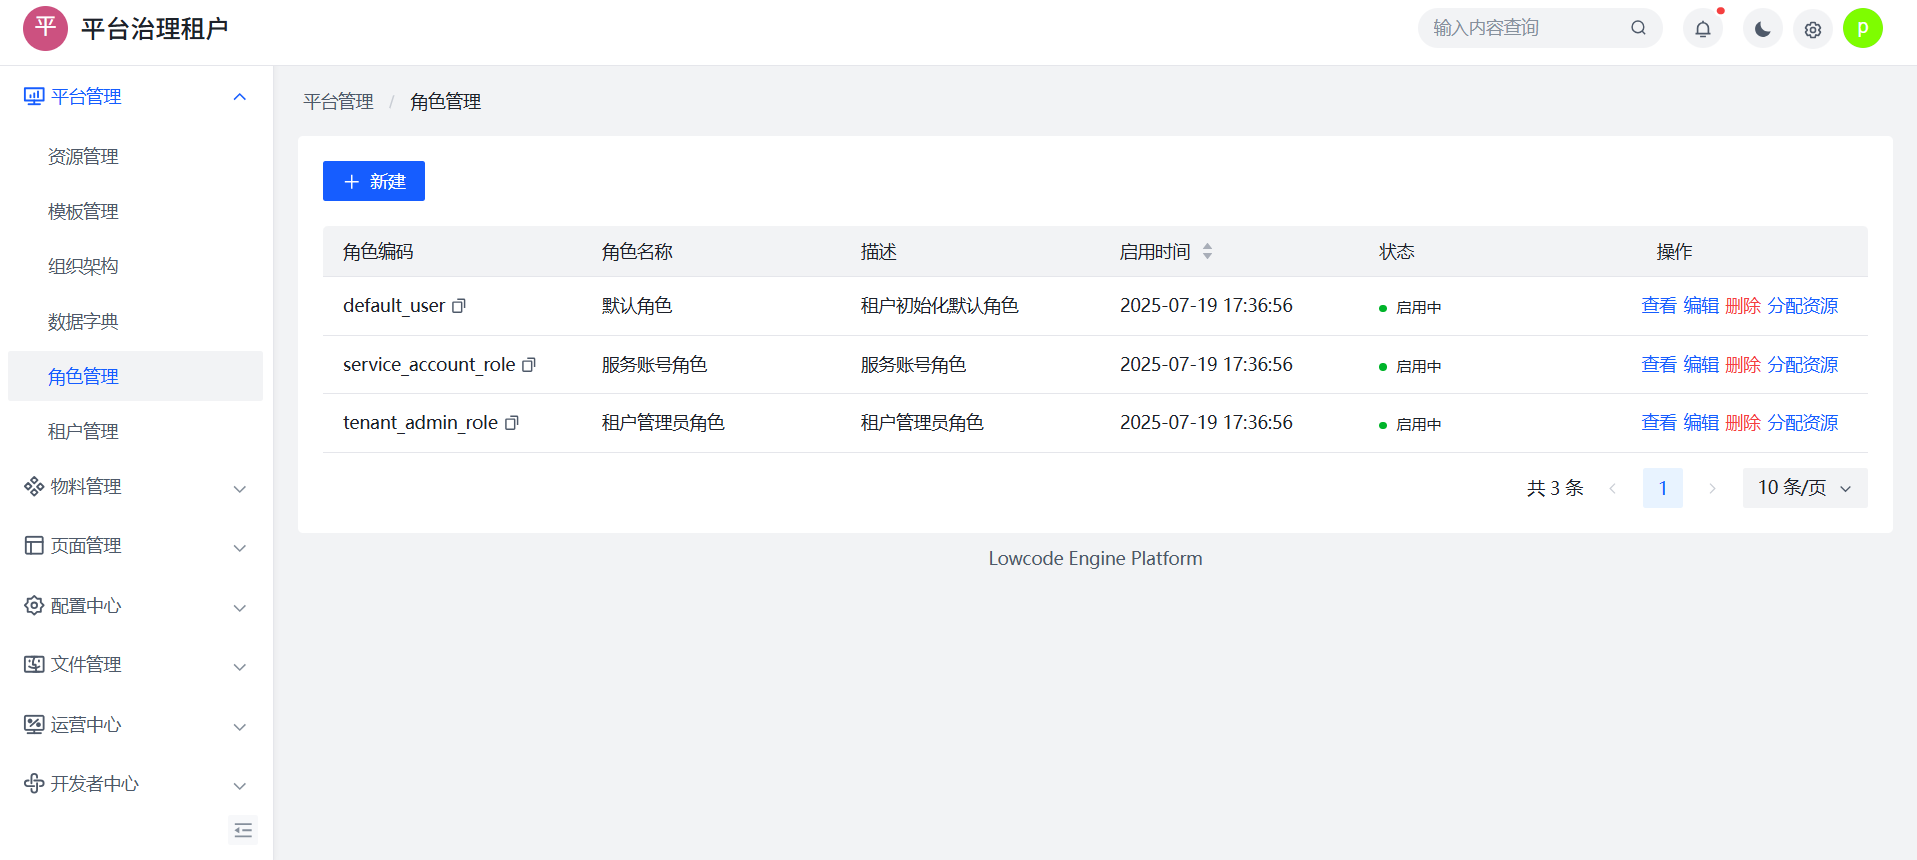 平 平台治理租户
输入内容查询
p
平台管理
资源管理
模板管理
组织架构
数据字典
角色管理
租户管理
物料管理
页面管理
配置中心
文件管理
运营中心
开发者中心
平台管理 / 角色管理
新建
角色编码 角色名称 描述 启用时间 状态 操作
default_user 默认角色 租户初始化默认角色 2025-07-19 17:36:56 启用中 查看 编辑 删除 分配资源
service_account_role 服务账号角色 服务账号角色 2025-07-19 17:36:56 启用中 查看 编辑 删除 分配资源
tenant_admin_role 租户管理员角色 租户管理员角色 2025-07-19 17:36:56 启用中 查看 编辑 删除 分配资源
共 3 条 1 10 条/页
Lowcode Engine Platform